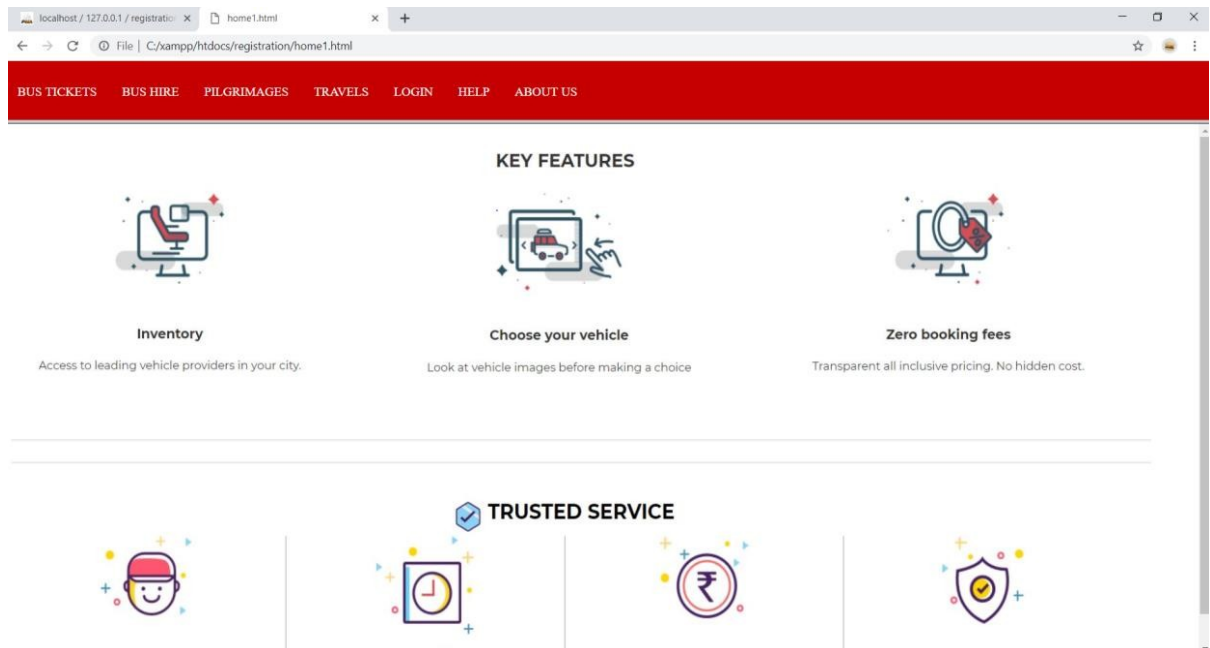 localhost / 127.0.0.1 / registratio
home1.html
File | C:/xampp/htdocs/registration/home1.html
BUS TICKETS BUS HIRE PILGRIMAGES TRAVELS LOGIN HELP ABOUT US
KEY FEATURES
Inventory Choose your vehicle Zero booking fees
Access to leading vehicle providers in your city. Look at vehicle images before making a choice Transparent all inclusive pricing. No hidden cost.
TRUSTED SERVICE